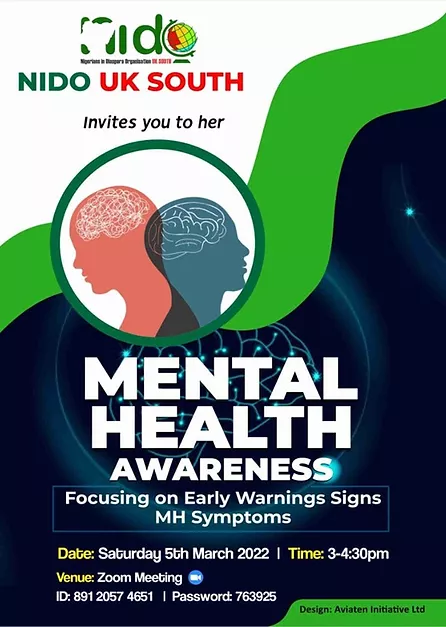 nido
Nigerians in Diaspora Organisation UK SOUTH
NIDO UK SOUTH
Invites you to her
MENTAL
HEALTH
AWARENESS
Focusing on Early Warnings Signs
MH Symptoms
Date: Saturday 5th March 2022 | Time: 3-4:30pm
Venue: Zoom Meeting
ID: 891 2057 4651 | Password: 763925
Design: Aviaten Initiative Ltd